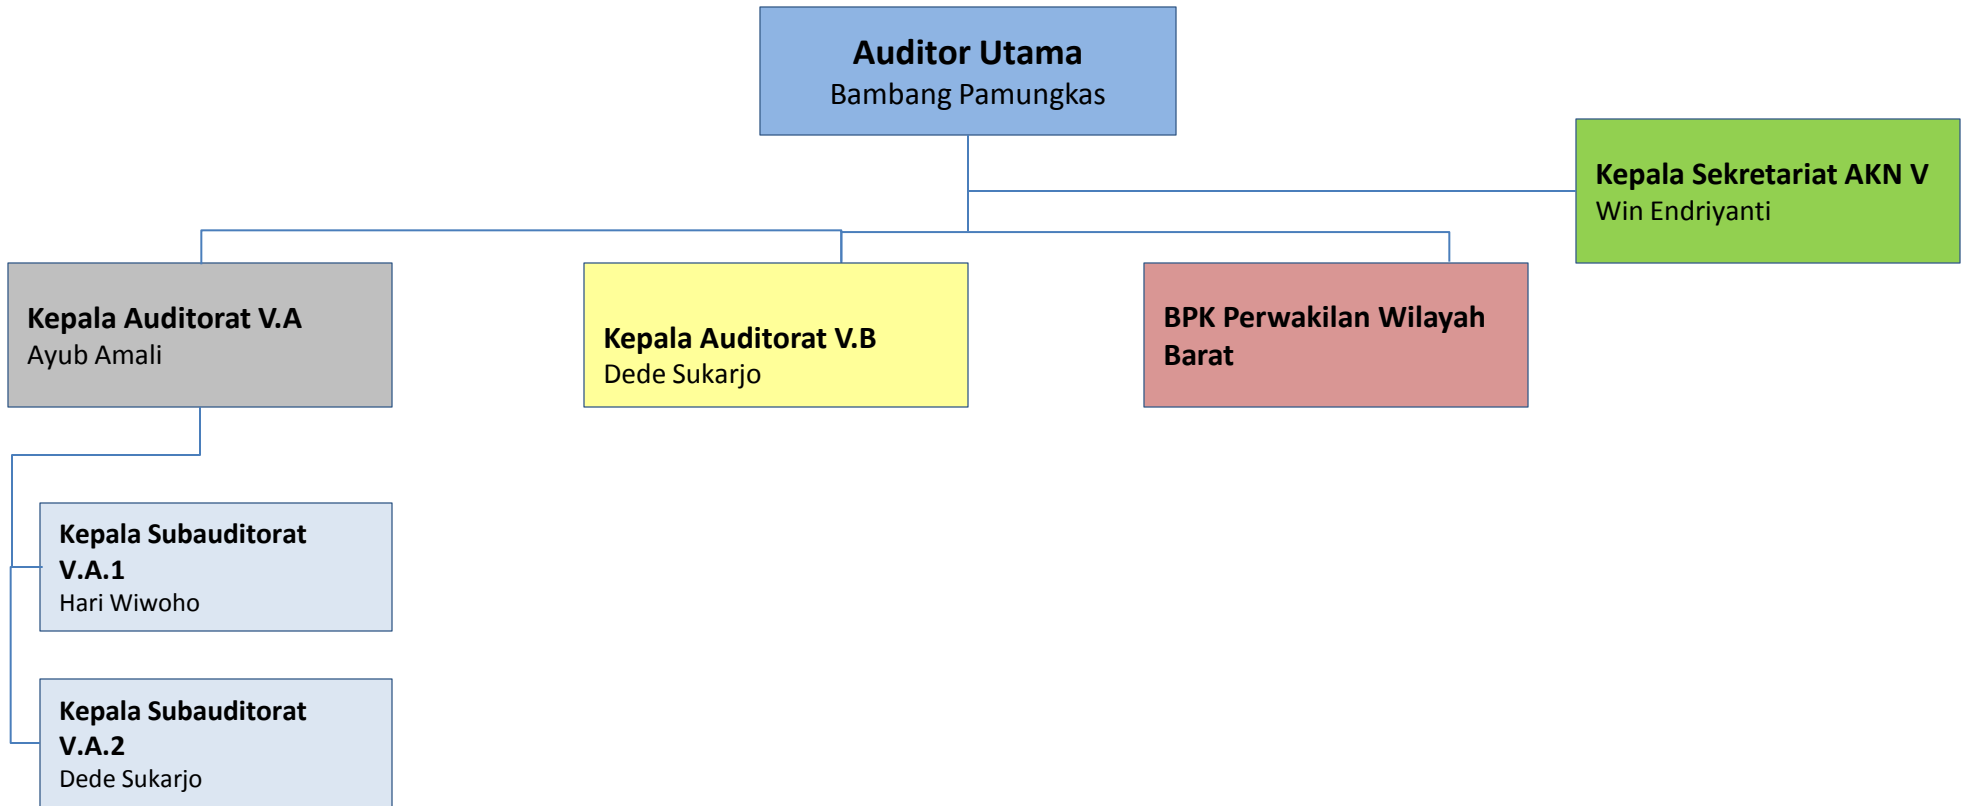 Auditor Utama
Bambang Pamungkas
Kepala Sekretariat AKN V
Win Endriyanti
Kepala Auditorat V.A
Ayub Amali
Kepala Auditorat V.B
Dede Sukarjo
BPK Perwakilan Wilayah
Barat
Kepala Subauditorat
V.A.1
Hari Wiwoho
Kepala Subauditorat
V.A.2
Dede Sukarjo